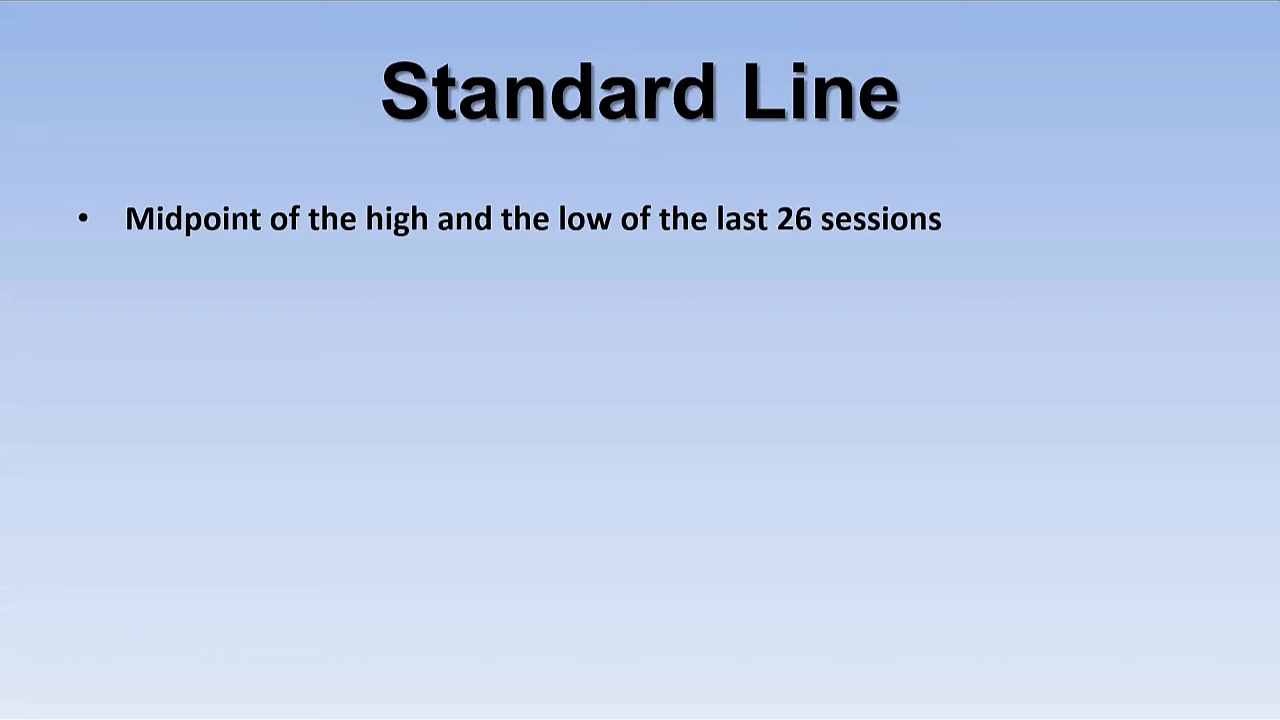 Standard Line
• Midpoint of the high and the low of the last 26 sessions